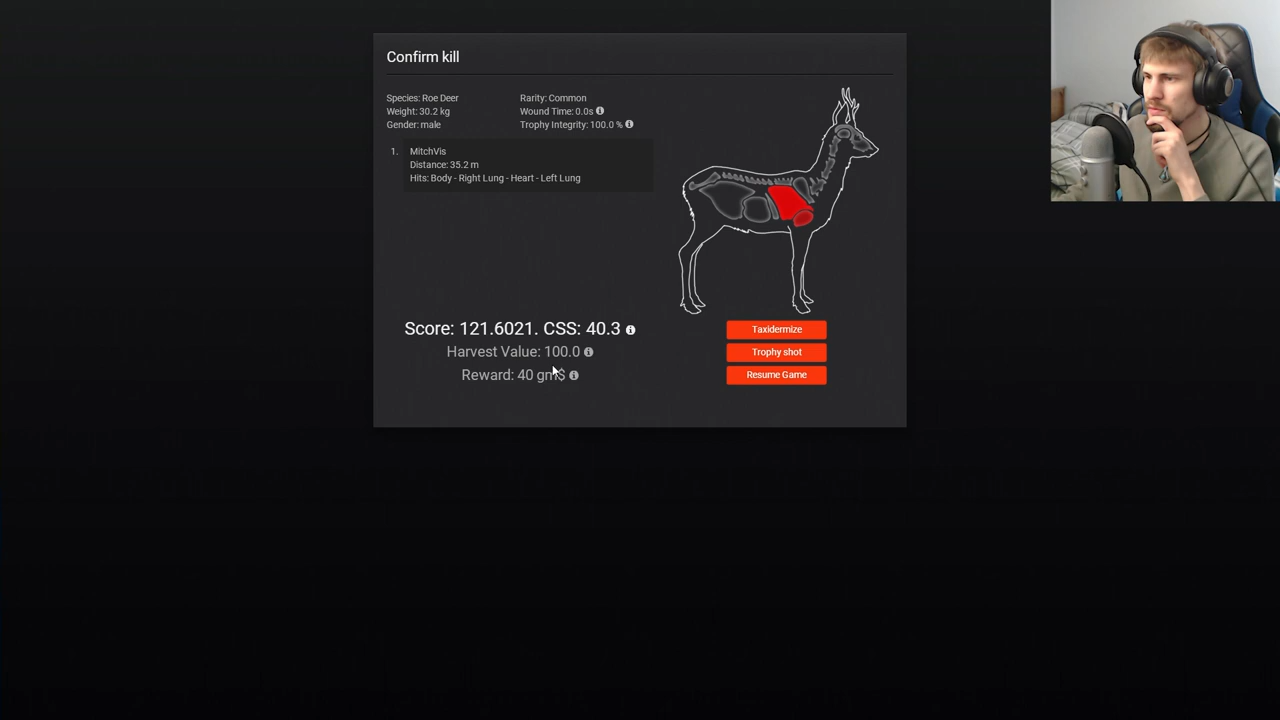 Confirm kill
Species: Roe Deer
Weight: 30.2 kg
Gender: male
Rarity: Common
Wound Time: 0.0s
Trophy Integrity: 100.0 %
1. MitchVis
Distance: 35.2 m
Hits: Body - Right Lung - Heart - Left Lung
Score: 121.6021. CSS: 40.3
Harvest Value: 100.0
Reward: 40 gm$
Taxidermize
Trophy shot
Resume Game